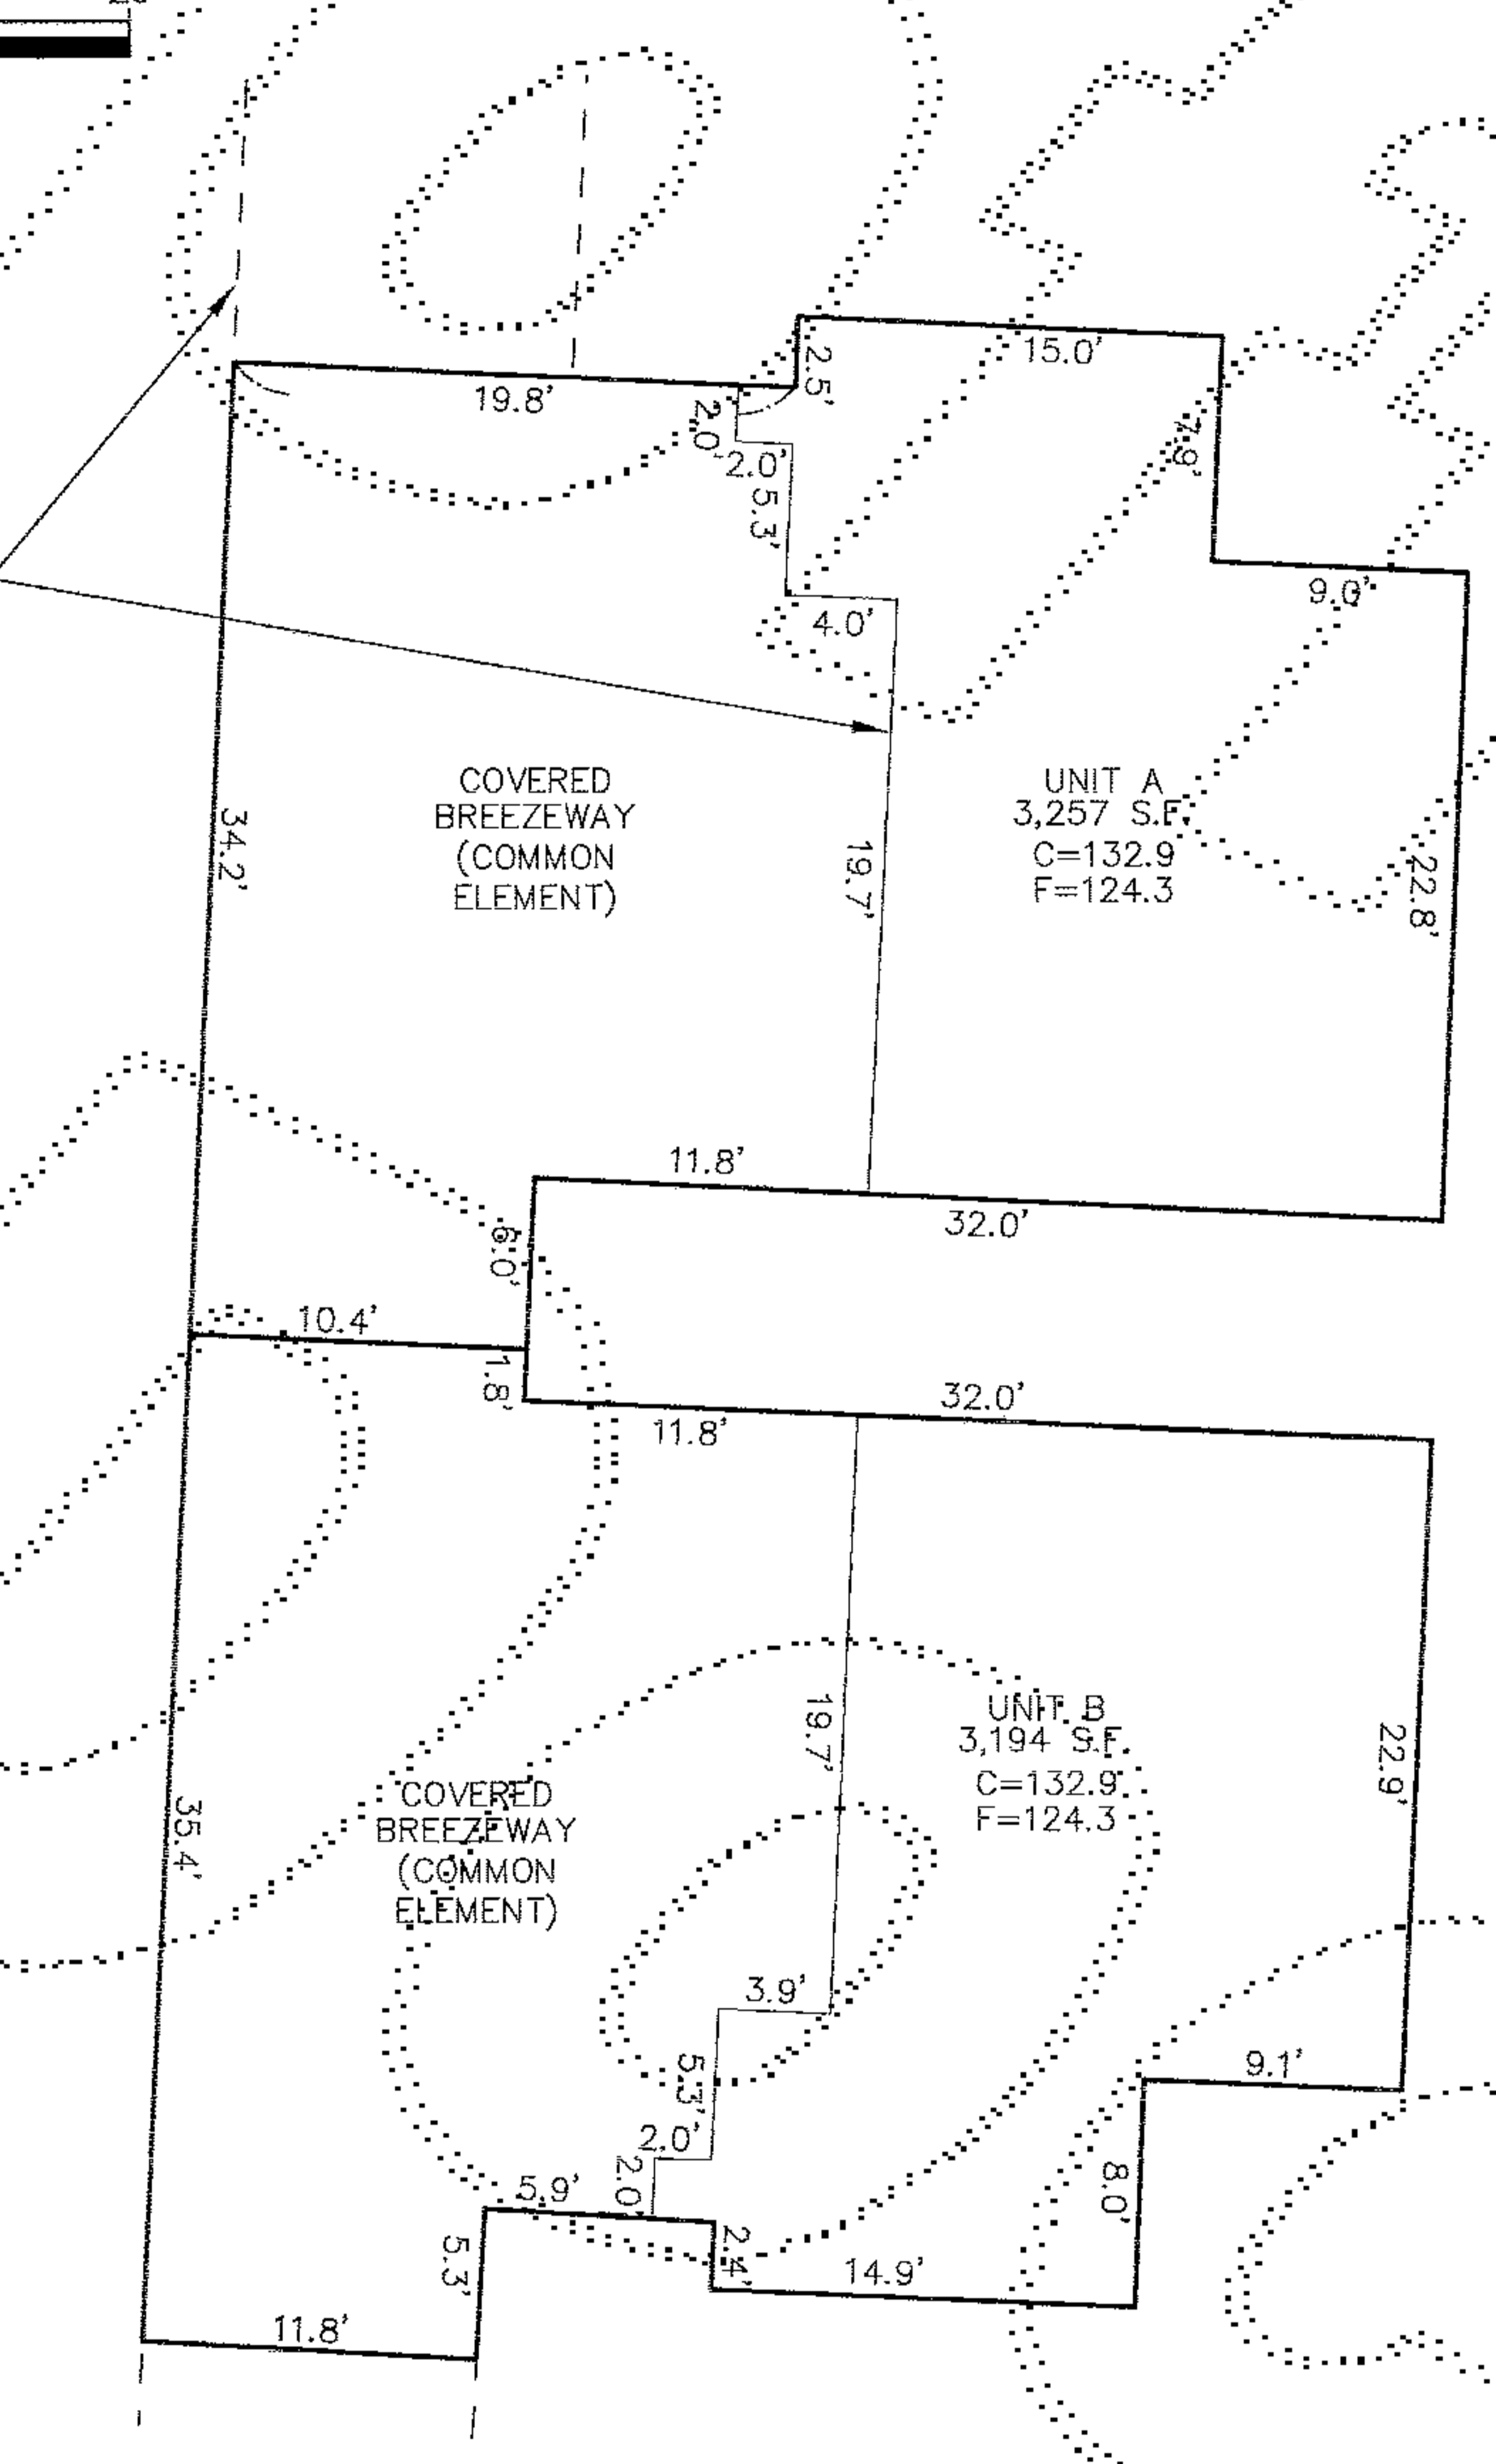 15.0'
2.5'
19.8'
2.0'
2.0'
7.9'
5.3'
9.0'
4.0'
COVERED
BREEZEWAY
(COMMON
ELEMENT)
UNIT A
3,257 S.F.
C=132.9
F=124.3
34.2'
19.7'
22.8'
11.8'
32.0'
6.0'
10.4'
1.8'
32.0'
11.8'
UNIT B
3,194 S.F.
C=132.9
F=124.3
19.7'
22.9'
COVERED
BREEZEWAY
(COMMON
ELEMENT)
35.4'
3.9'
5.3'
9.1'
2.0'
2.0'
5.9'
8.0'
5.3'
2.4'
14.9'
11.8'